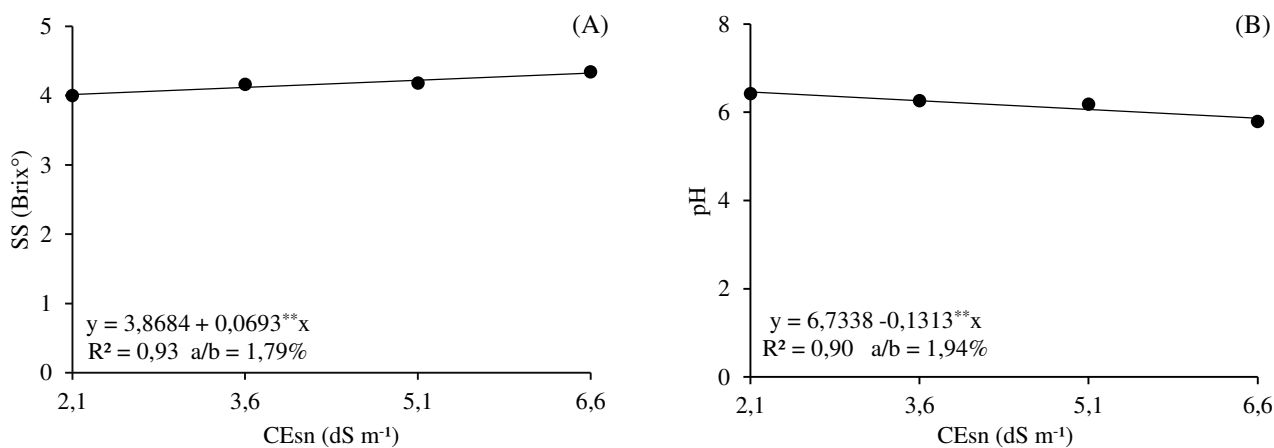 (A)
5
4
3
2
1
0
SS (Brix°)
y = 3,8684 + 0,0693**x
R² = 0,93 a/b = 1,79%
2,1 3,6 5,1 6,6
CEsn (dS m⁻¹)
(B)
8
6
4
2
0
pH
y = 6,7338 -0,1313**x
R² = 0,90 a/b = 1,94%
2,1 3,6 5,1 6,6
CEsn (dS m⁻¹)